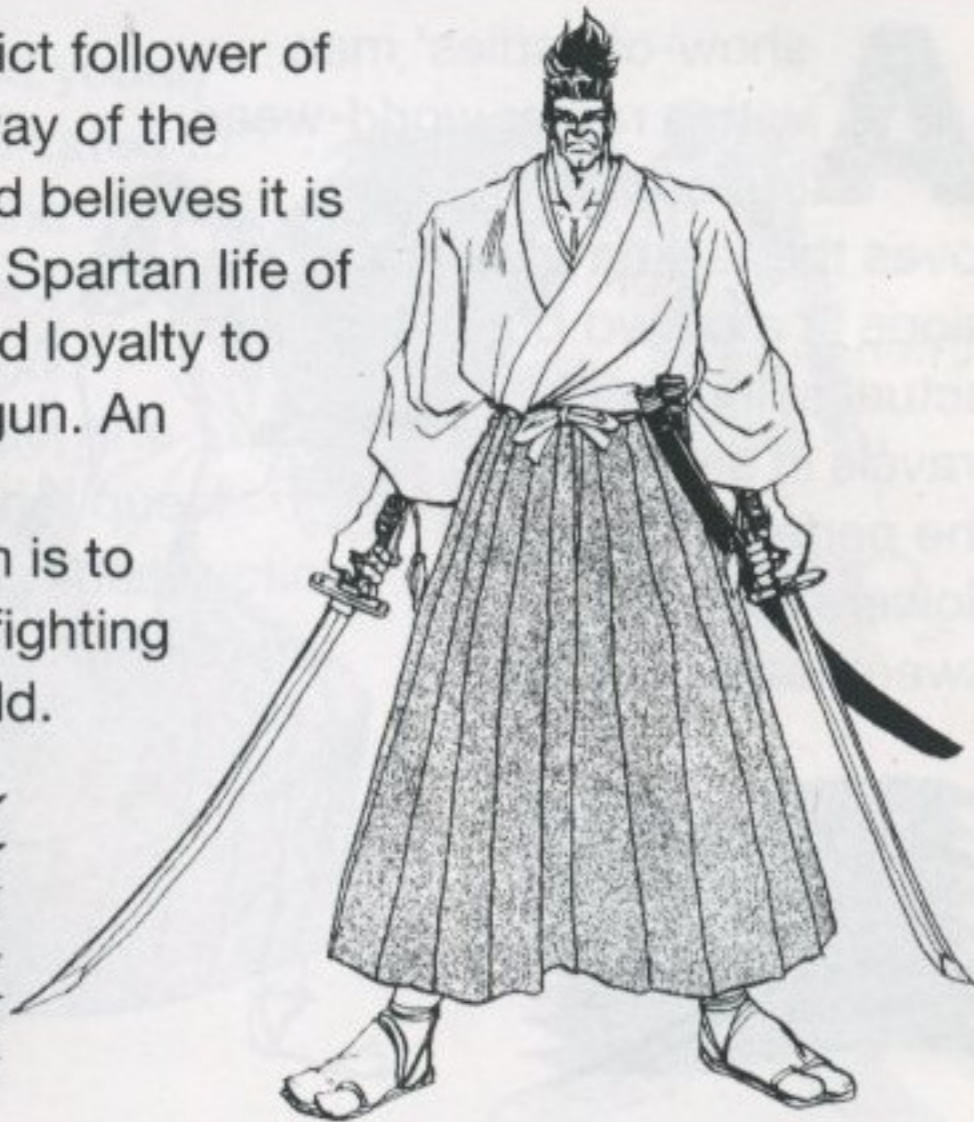 ict follower of
ay of the
d believes it is
Spartan life of
d loyalty to
gun. An
n is to
fighting
ld.